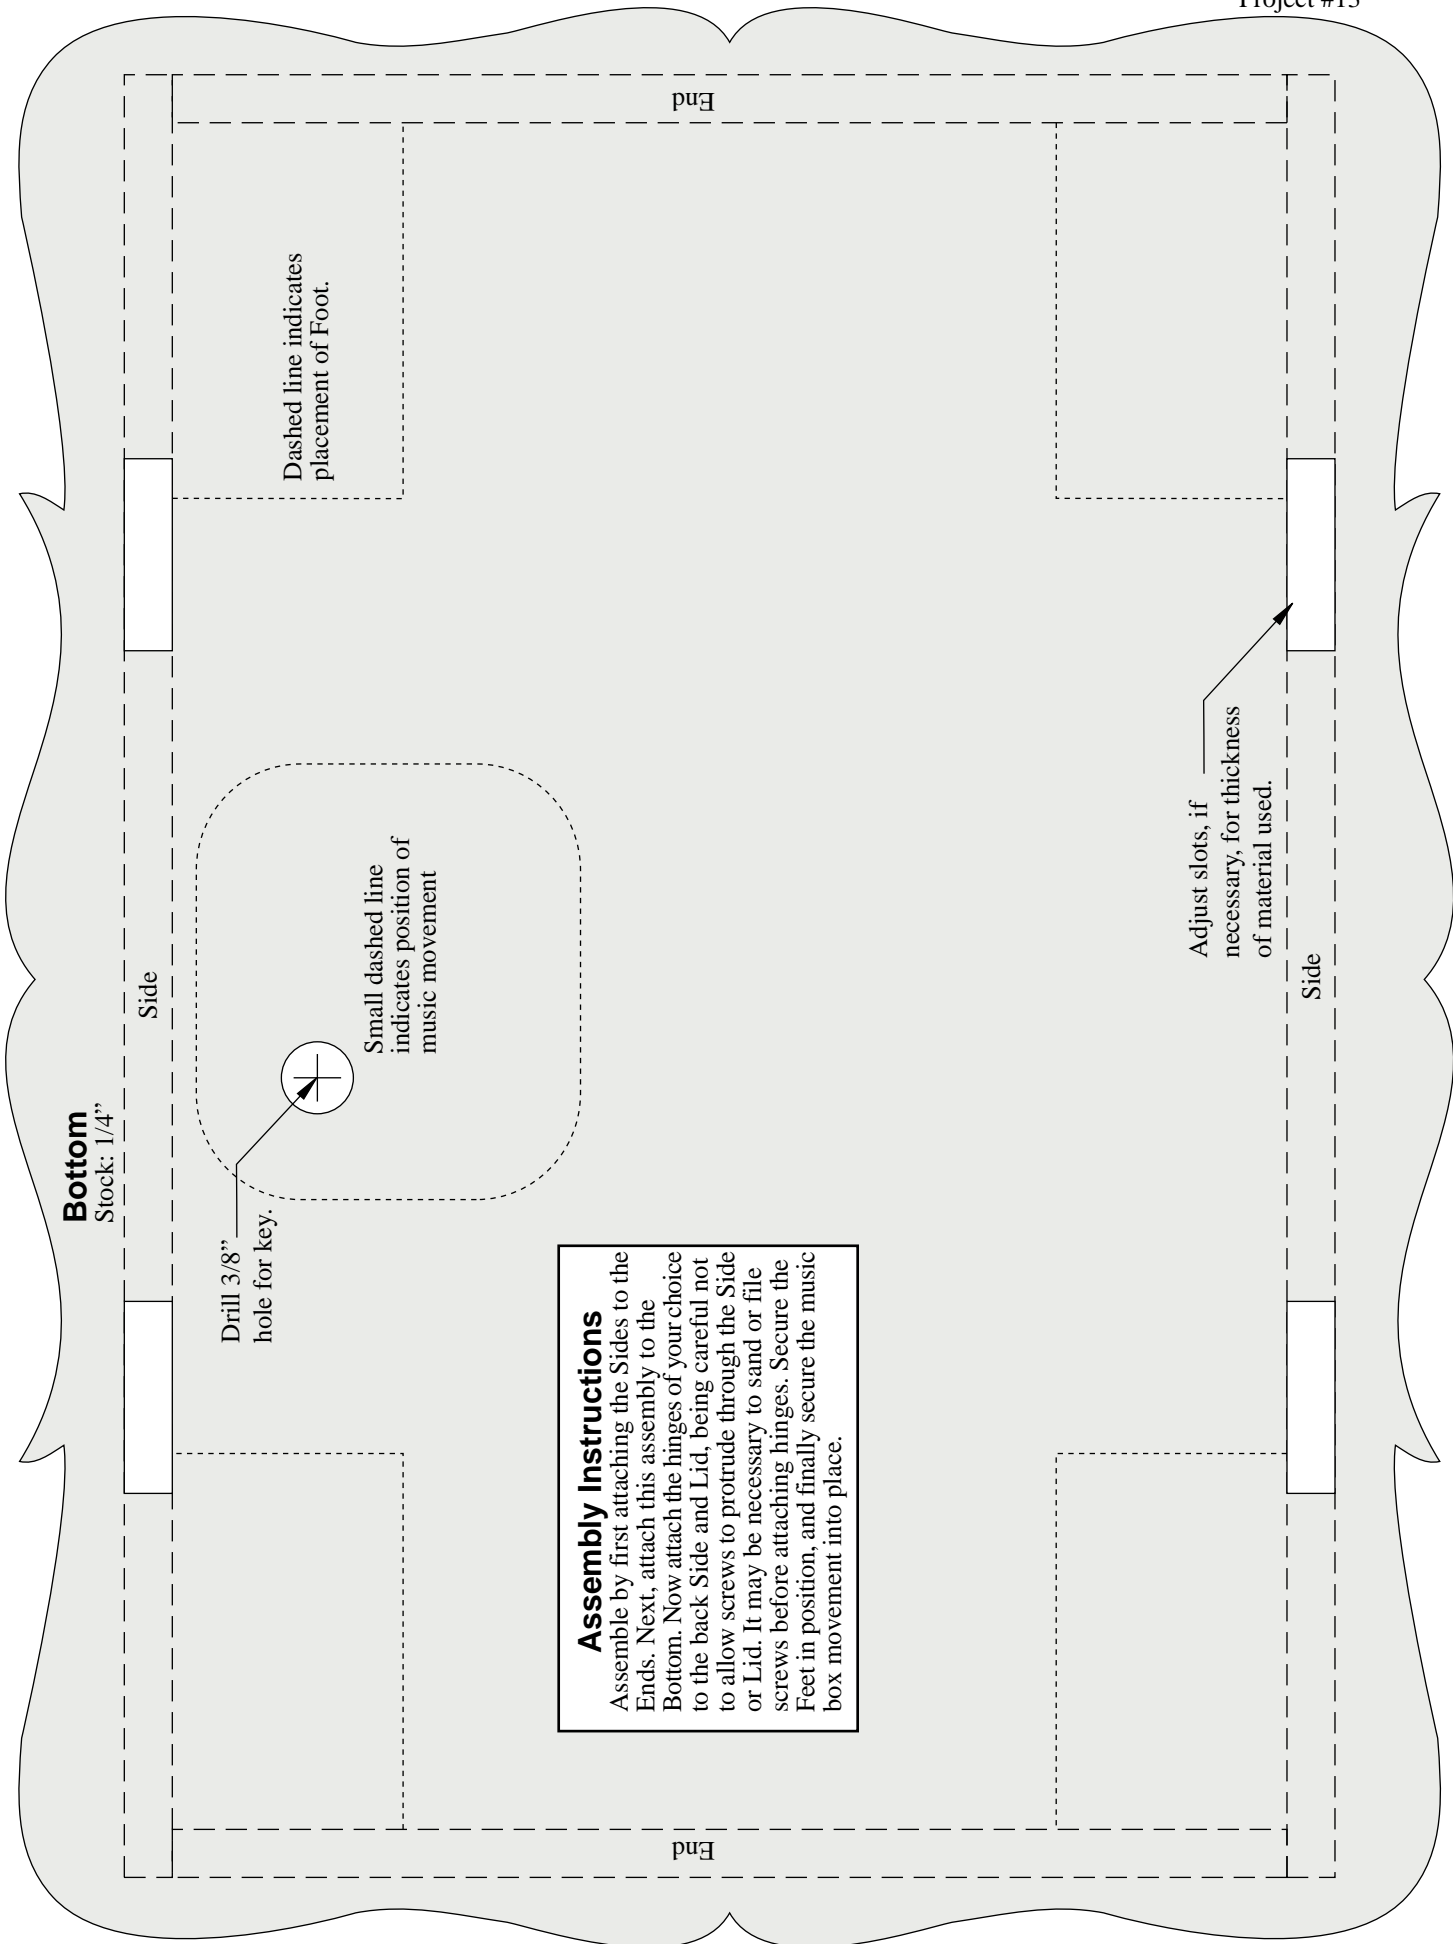 Project #13
End
Dashed line indicates
placement of Foot.
Bottom
Stock: 1/4”
Side
Small dashed line
indicates position of
music movement
Drill 3/8”
hole for key.
Adjust slots, if
necessary, for thickness
of material used.
Side
Assembly Instructions
Assemble by first attaching the Sides to the
Ends. Next, attach this assembly to the
Bottom. Now attach the hinges of your choice
to the back Side and Lid, being careful not
to allow screws to protrude through the Side
or Lid. It may be necessary to sand or file
screws before attaching hinges. Secure the
Feet in position, and finally secure the music
box movement into place.
End